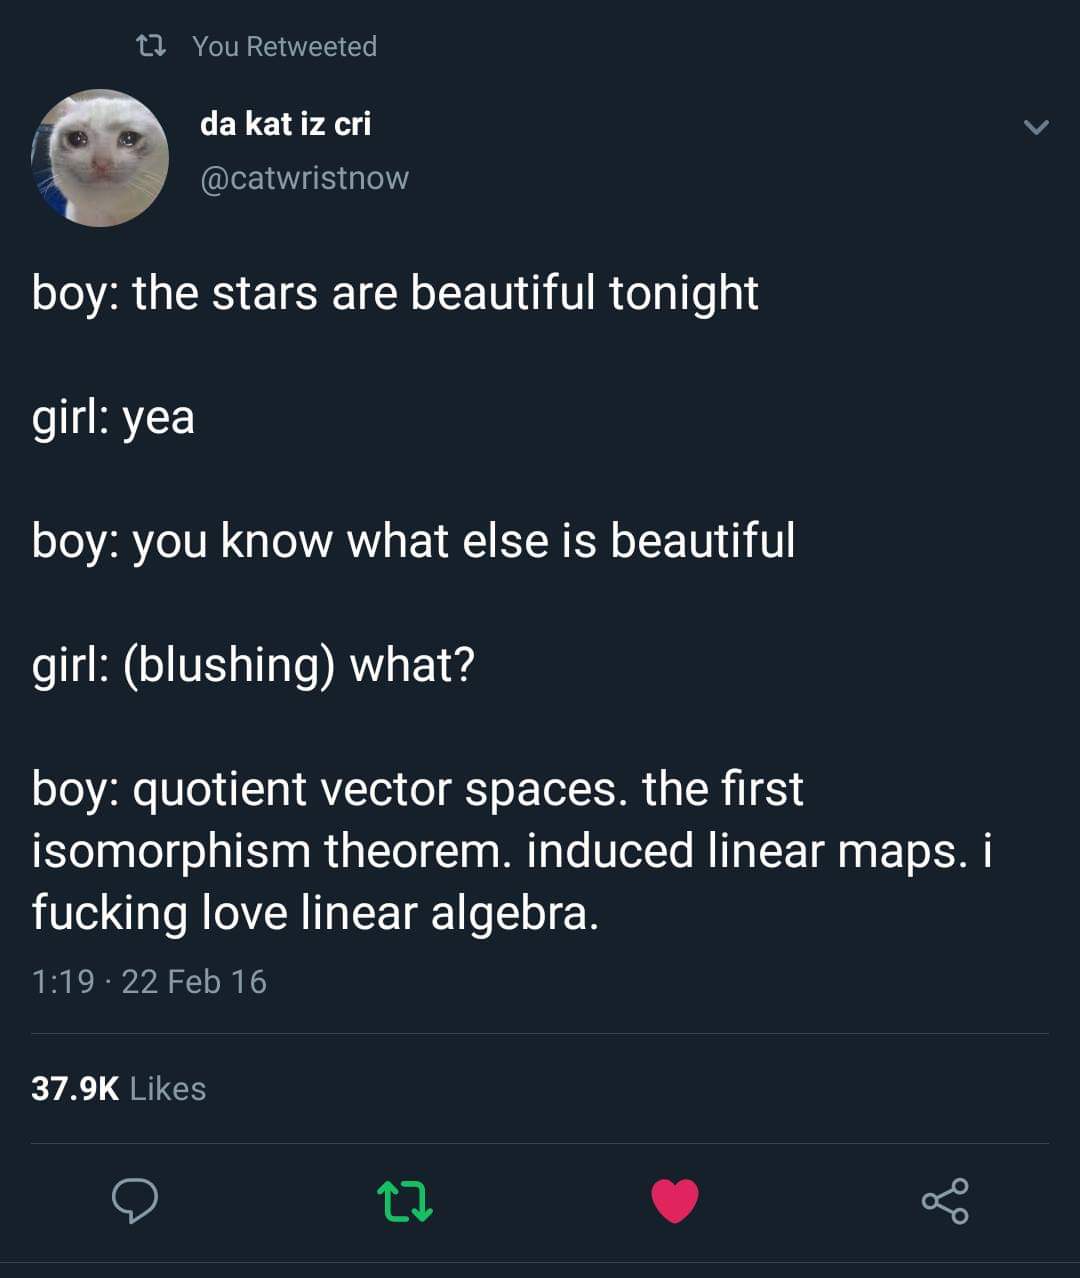 You Retweeted
da kat iz cri
@catwristnow
boy: the stars are beautiful tonight
girl: yea
boy: you know what else is beautiful
girl: (blushing) what?
boy: quotient vector spaces. the first
isomorphism theorem. induced linear maps. i
fucking love linear algebra.
1:19 · 22 Feb 16
37.9K Likes